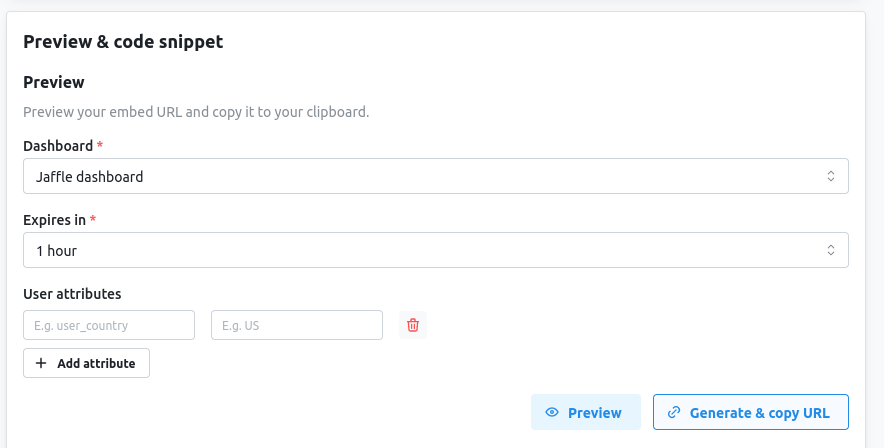 Preview & code snippet
Preview
Preview your embed URL and copy it to your clipboard.
Dashboard *
Jaffle dashboard
Expires in *
1 hour
User attributes
E.g. user_country
E.g. US
Add attribute
Preview
Generate & copy URL